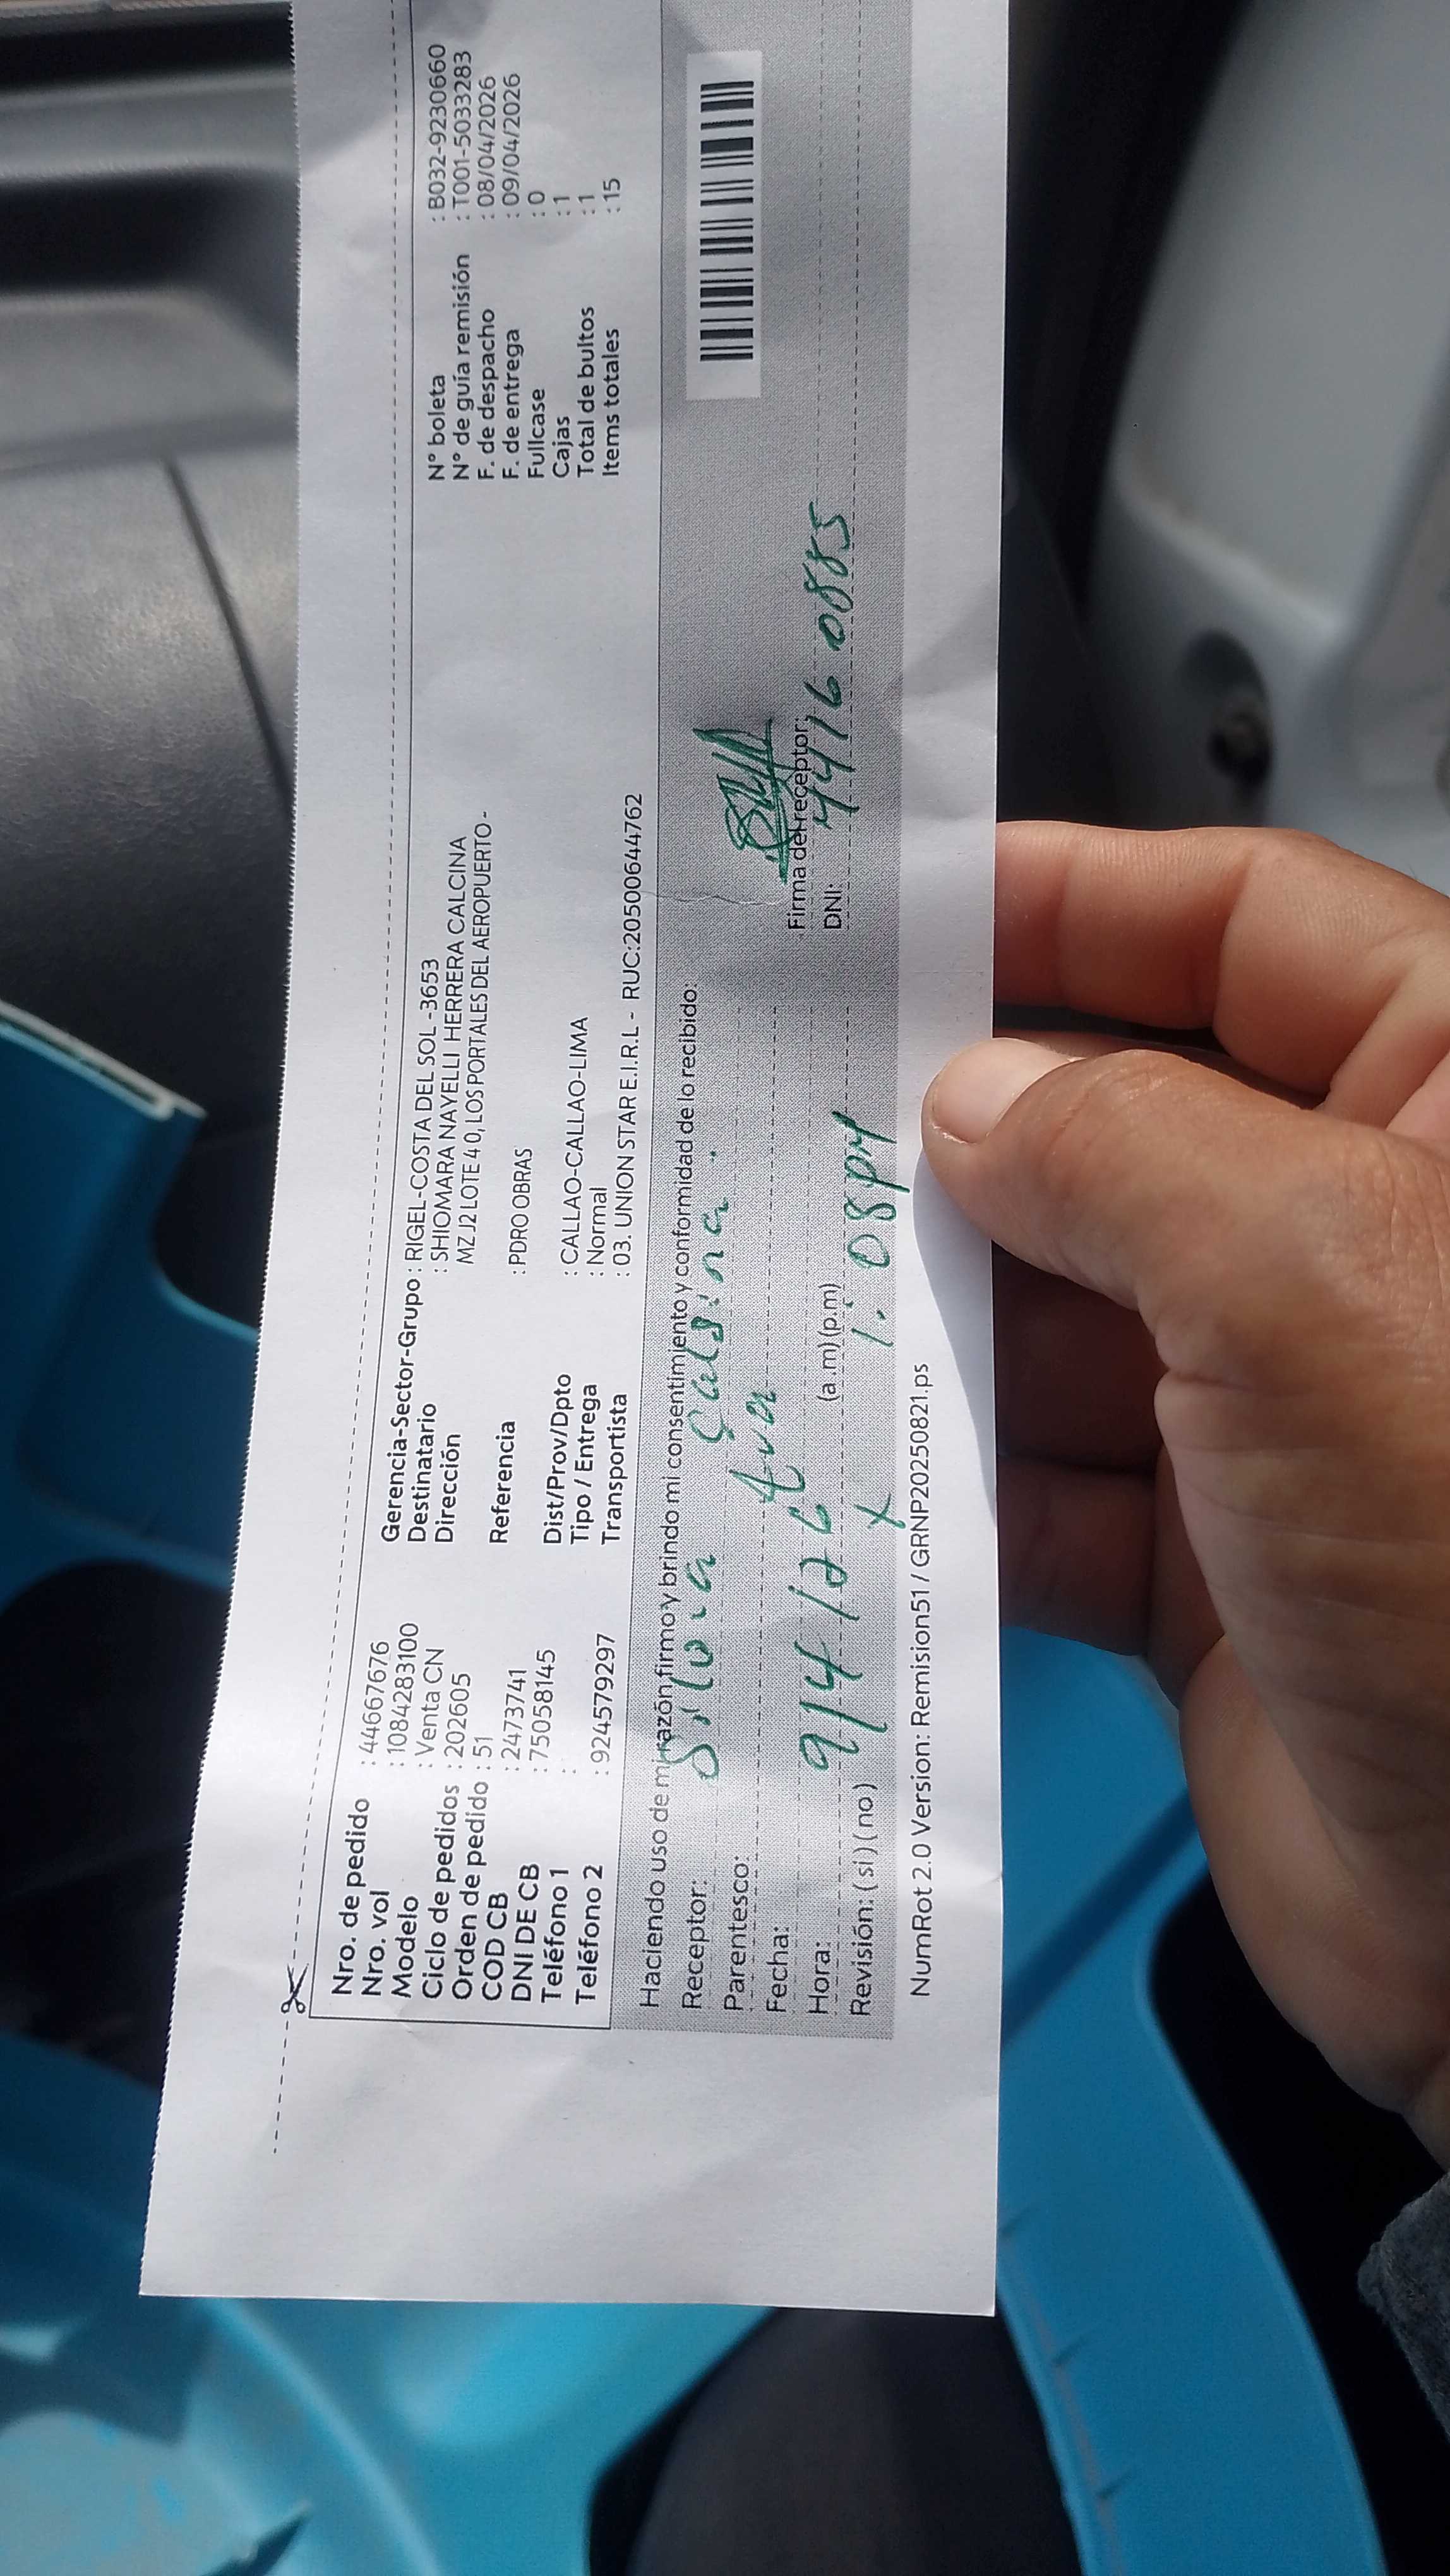 Nro. de pedido : 44667676
Nro. vol : 1084283100
Modelo : Venta CN
Ciclo de pedidos : 202605
Orden de pedido : 51
COD CB : 2473741
DNI DE CB : 75058145
Teléfono 1 :
Teléfono 2 : 924579297
Gerencia-Sector-Grupo : RIGEL-COSTA DEL SOL -3653
Destinatario : SHIOMARA NAYELLI HERRERA CALCINA
Dirección MZ J2 LOTE 4 0, LOS PORTALES DEL AEROPUERTO -
Referencia : PDRO OBRAS
Dist/Prov/Dpto : CALLAO-CALLAO-LIMA
Tipo / Entrega : Normal
Transportista : 03. UNION STAR E.I.R.L - RUC:20500644762
N° boleta : B032-9230660
N° de guía remisión : T001-5033283
F. de despacho : 08/04/2026
F. de entrega : 09/04/2026
Fullcase : 0
Cajas : 1
Total de bultos : 1
Items totales : 15
Haciendo uso de mi razón, firmo y brindo mi consentimiento y conformidad de lo recibido:
Receptor: Silvia Calsina
Parentesco:
Fecha: 9/4/26
Hora: (a.m) (p.m) 1:08 PM
Revisión: (si) (no) X
Firma del receptor:
DNI: 4416 0885
NumRot 2.0 Version: Remision51 / GRNP20250821.ps